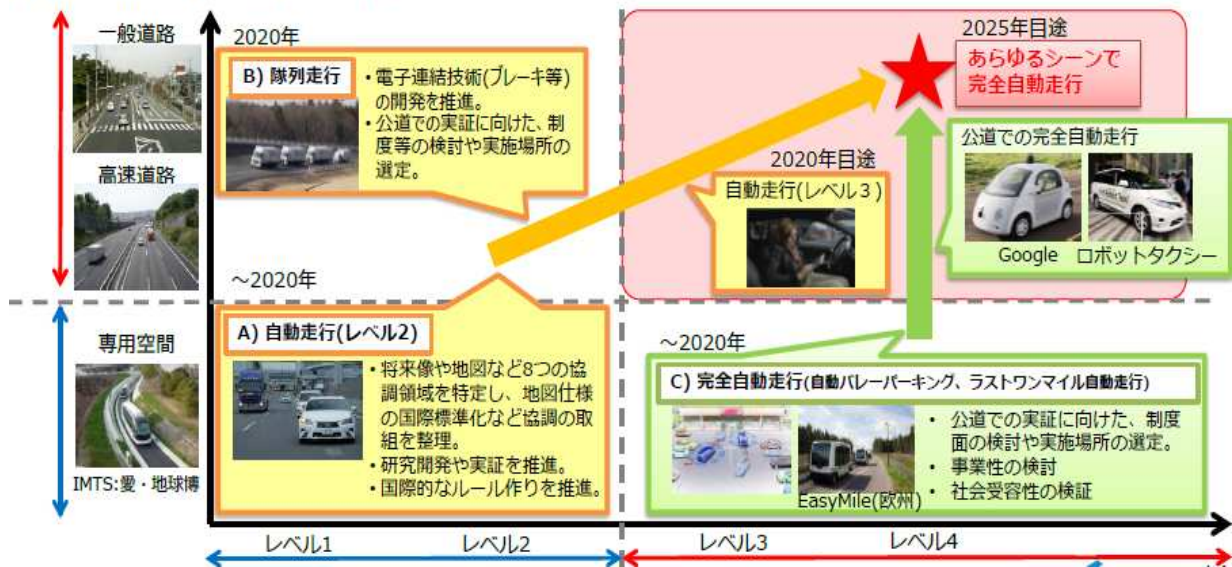 一般道路
高速道路
専用空間
IMTS:愛・地球博
2020年
B) 隊列走行
・電子連結技術(ブレーキ等)
の開発を推進。
・公道での実証に向けた、制
度等の検討や実施場所の
選定。
2025年目途
あらゆるシーンで
完全自動走行
公道での完全自動走行
Google ロボットタクシー
2020年目途
自動走行(レベル３)
～2020年
A) 自動走行(レベル2)
・将来像や地図など8つの協
調領域を特定し、地図仕様
の国際標準化など協調の取
組を整理。
・研究開発や実証を推進。
・国際的なルール作りを推進。
～2020年
C) 完全自動走行(自動バレーパーキング、ラストワンマイル自動走行)
EasyMile(欧州)
• 公道での実証に向けた、制度
面の検討や実施場所の選定。
• 事業性の検討
• 社会受容性の検証
レベル1 レベル2 レベル3 レベル4